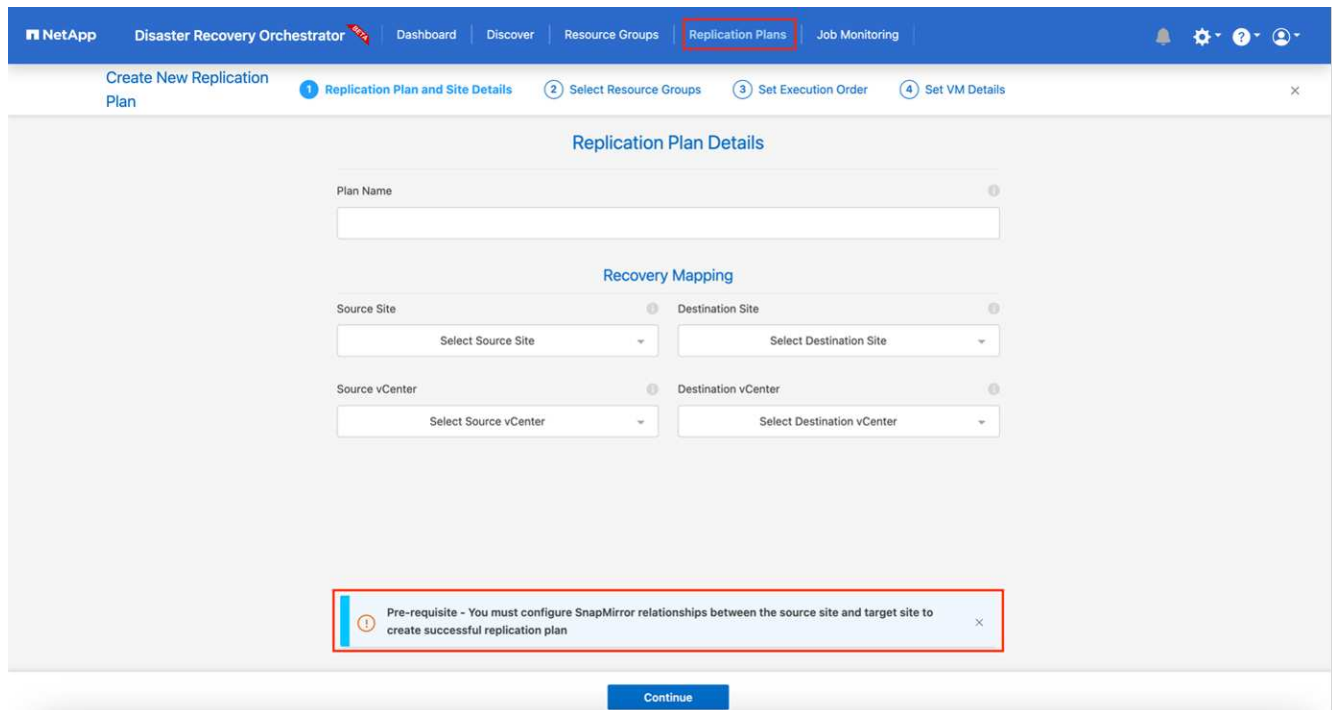 NetApp Disaster Recovery Orchestrator BETA Dashboard Discover Resource Groups Replication Plans Job Monitoring
Create New Replication
Plan
1 Replication Plan and Site Details 2 Select Resource Groups 3 Set Execution Order 4 Set VM Details
Replication Plan Details
Plan Name
Recovery Mapping
Source Site Destination Site
Select Source Site Select Destination Site
Source vCenter Destination vCenter
Select Source vCenter Select Destination vCenter
Pre-requisite - You must configure SnapMirror relationships between the source site and target site to
create successful replication plan
Continue